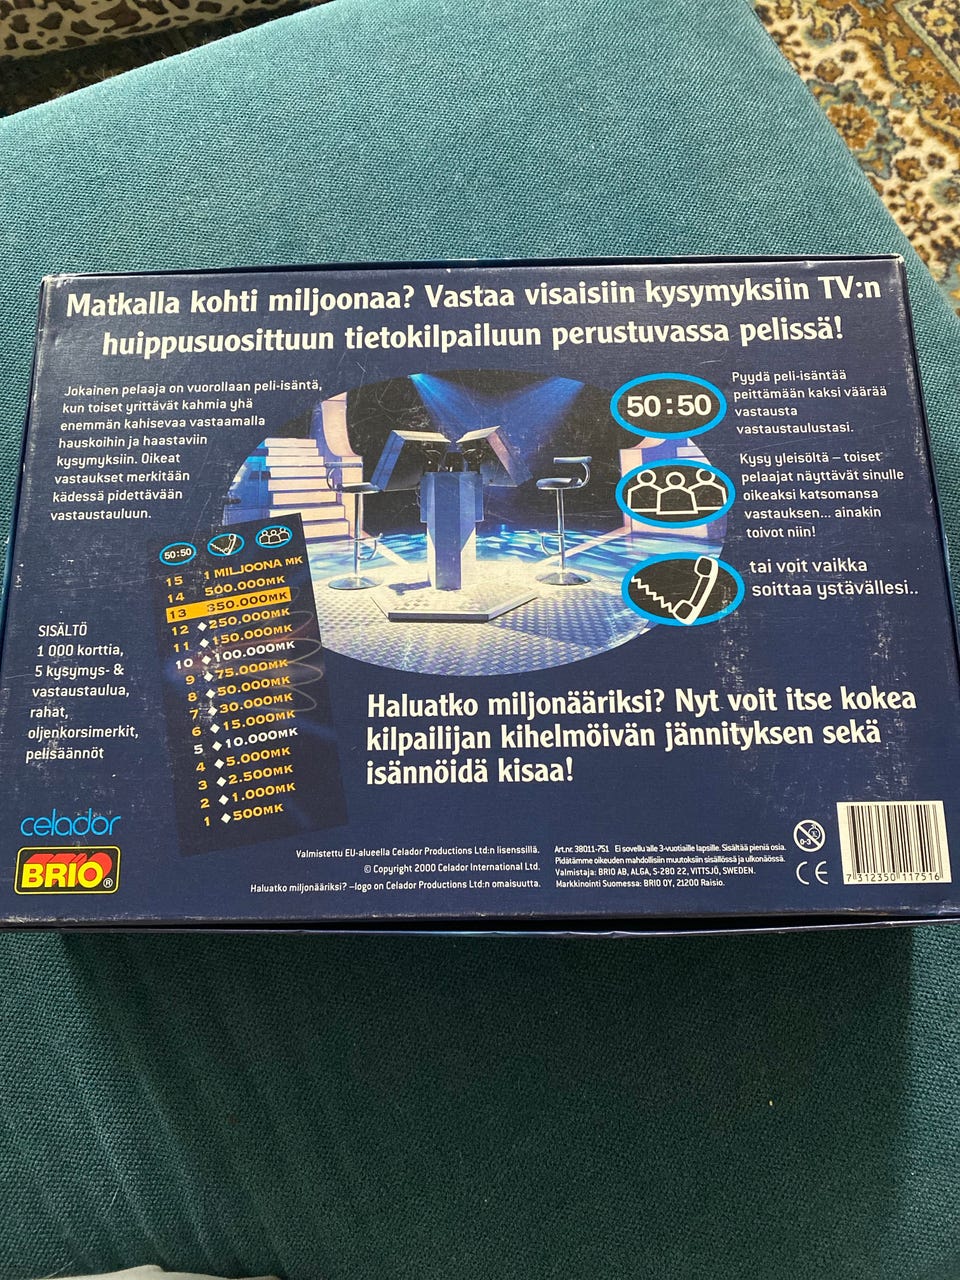 Matkalla kohti miljoonaa? Vastaa visaisiin kysymyksiin TV:n
huippusuosittuun tietokilpailuun perustuvassa pelissä!
Jokainen pelaaja on vuorollaan peli-isäntä,
kun toiset yrittävät kahmia yhä
enemmän kahisevaa vastaamalla
hauskoihin ja haastaviin
kysymyksiin. Oikeat
vastaukset merkitään
kädessä pidettävään
vastaustauluun.
50:50
Pyydä peli-isäntää
peittämään kaksi väärää
vastausta
vastaustaulustasi.
Kysy yleisöltä – toiset
pelaajat näyttävät sinulle
oikeaksi katsomansa
vastauksen... ainakin
toivot niin!
tai voit vaikka
soittaa ystävällesi..
50:50
15 1 MILJOONA MK
14 500.000MK
13 350.000MK
12 ◆250.000MK
11 ◆150.000MK
10 ◆100.000MK
9 ◆75.000MK
8 ◆50.000MK
7 ◆30.000MK
6 ◆15.000MK
5 ◆10.000MK
4 ◆5.000MK
3 ◆2.500MK
2 ◆1.000MK
1 ◆500MK
SISÄLTÖ
1 000 korttia,
5 kysymys- &
vastaustaulua,
rahat,
oljenkorsimerkit,
pelisäännöt
Haluatko miljonääriksi? Nyt voit itse kokea
kilpailijan kihelmöivän jännityksen sekä
isännöidä kisaa!
celador
BRIO®
Valmistettu EU-alueella Celador Productions Ltd:n lisenssillä.
© Copyright 2000 Celador International Ltd.
Haluatko miljonääriksi? –logo on Celador Productions Ltd:n omaisuutta.
Art.nr. 38011-751 Ei sovellu alle 3-vuotiaille lapsille. Sisältää pieniä osia.
Pidätämme oikeuden mahdollisiin muutoksiin sisällössä ja ulkonäössä.
Valmistaja: BRIO AB, ALGA, S-280 22, VITTSJÖ, SWEDEN.
Markkinointi Suomessa: BRIO OY, 21200 Raisio.
0-3
CE
7 312350 117516